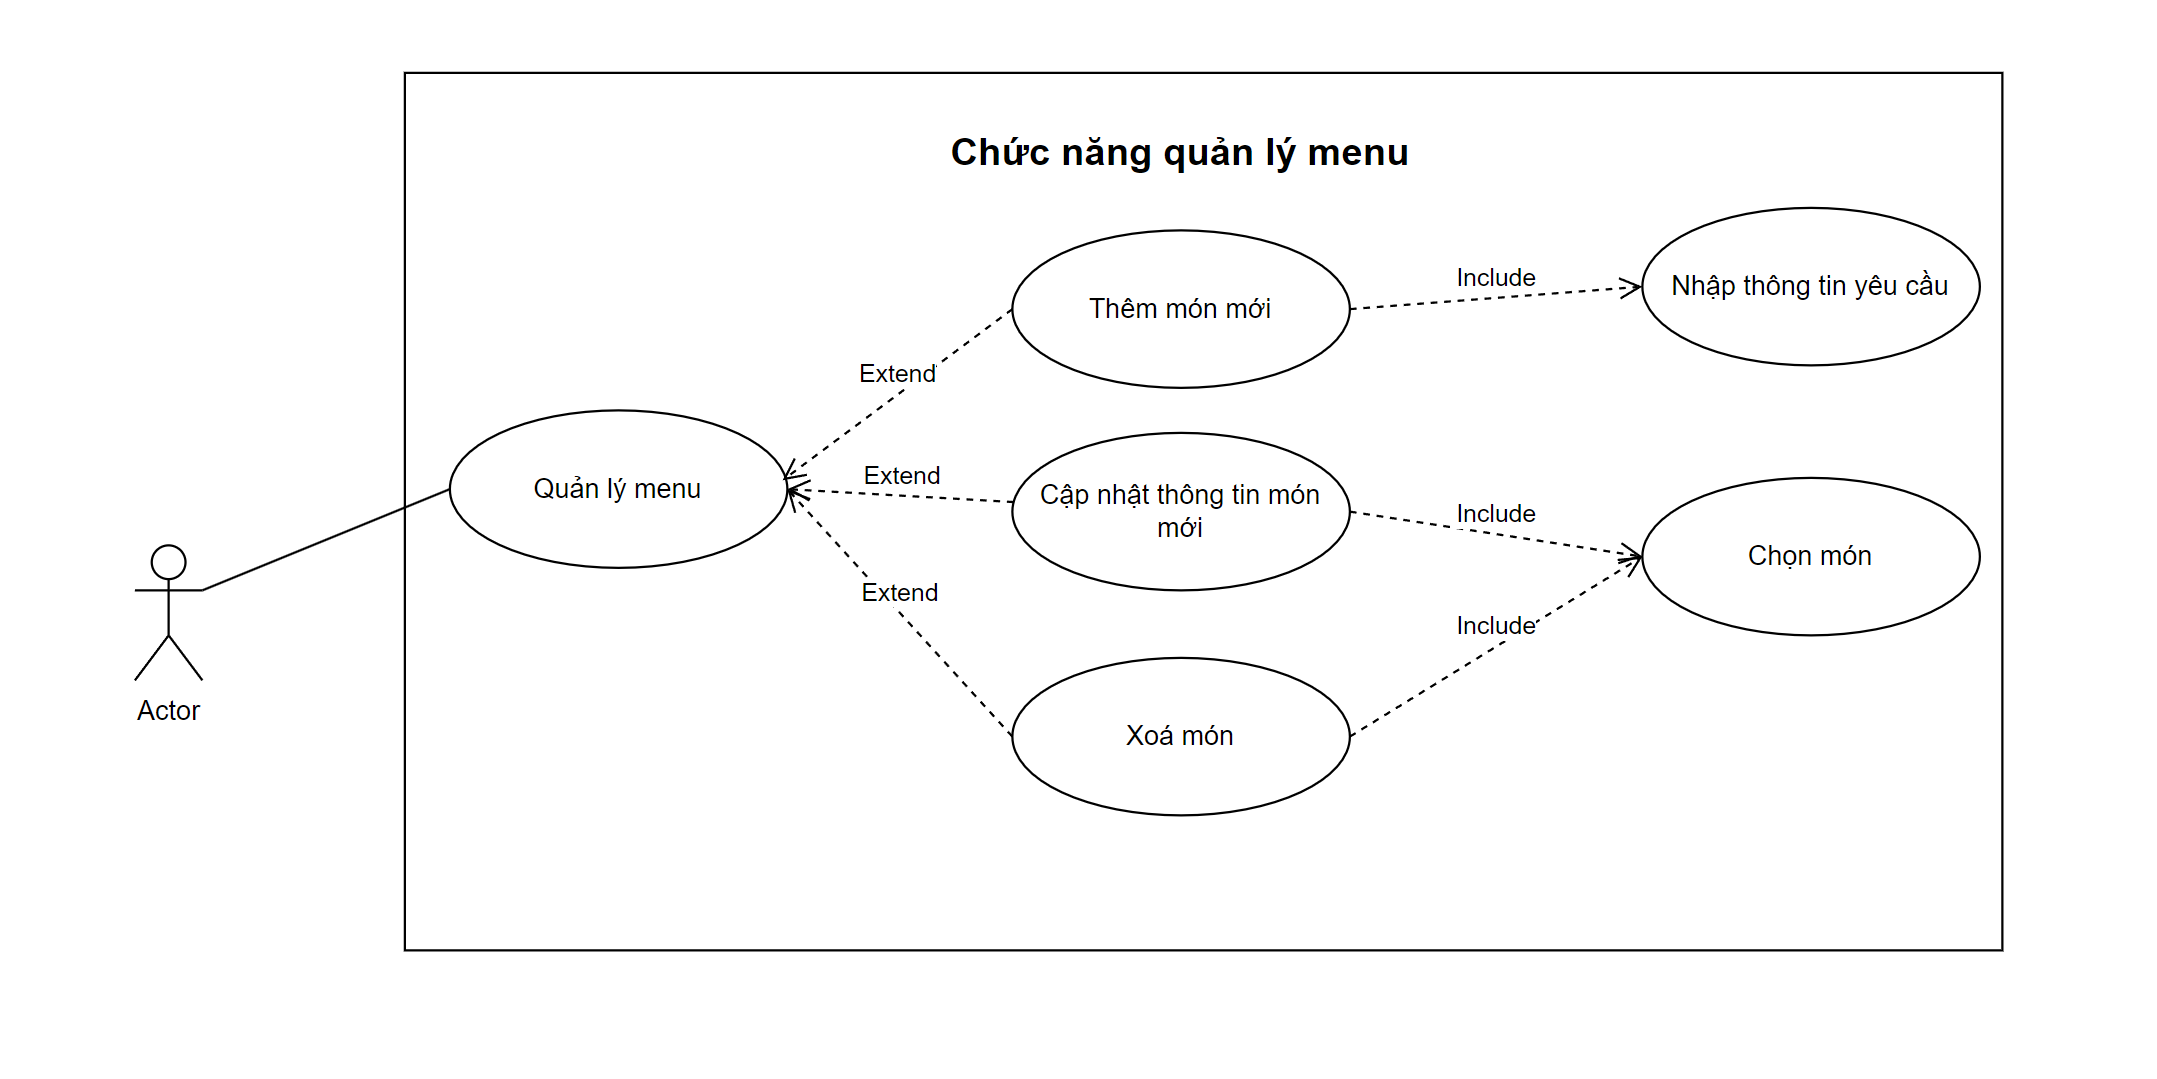 Chức năng quản lý menu
Thêm món mới
Include
Nhập thông tin yêu cầu
Extend
Quản lý menu
Extend
Cập nhật thông tin món
mới
Include
Chọn món
Extend
Include
Xoá món
Actor